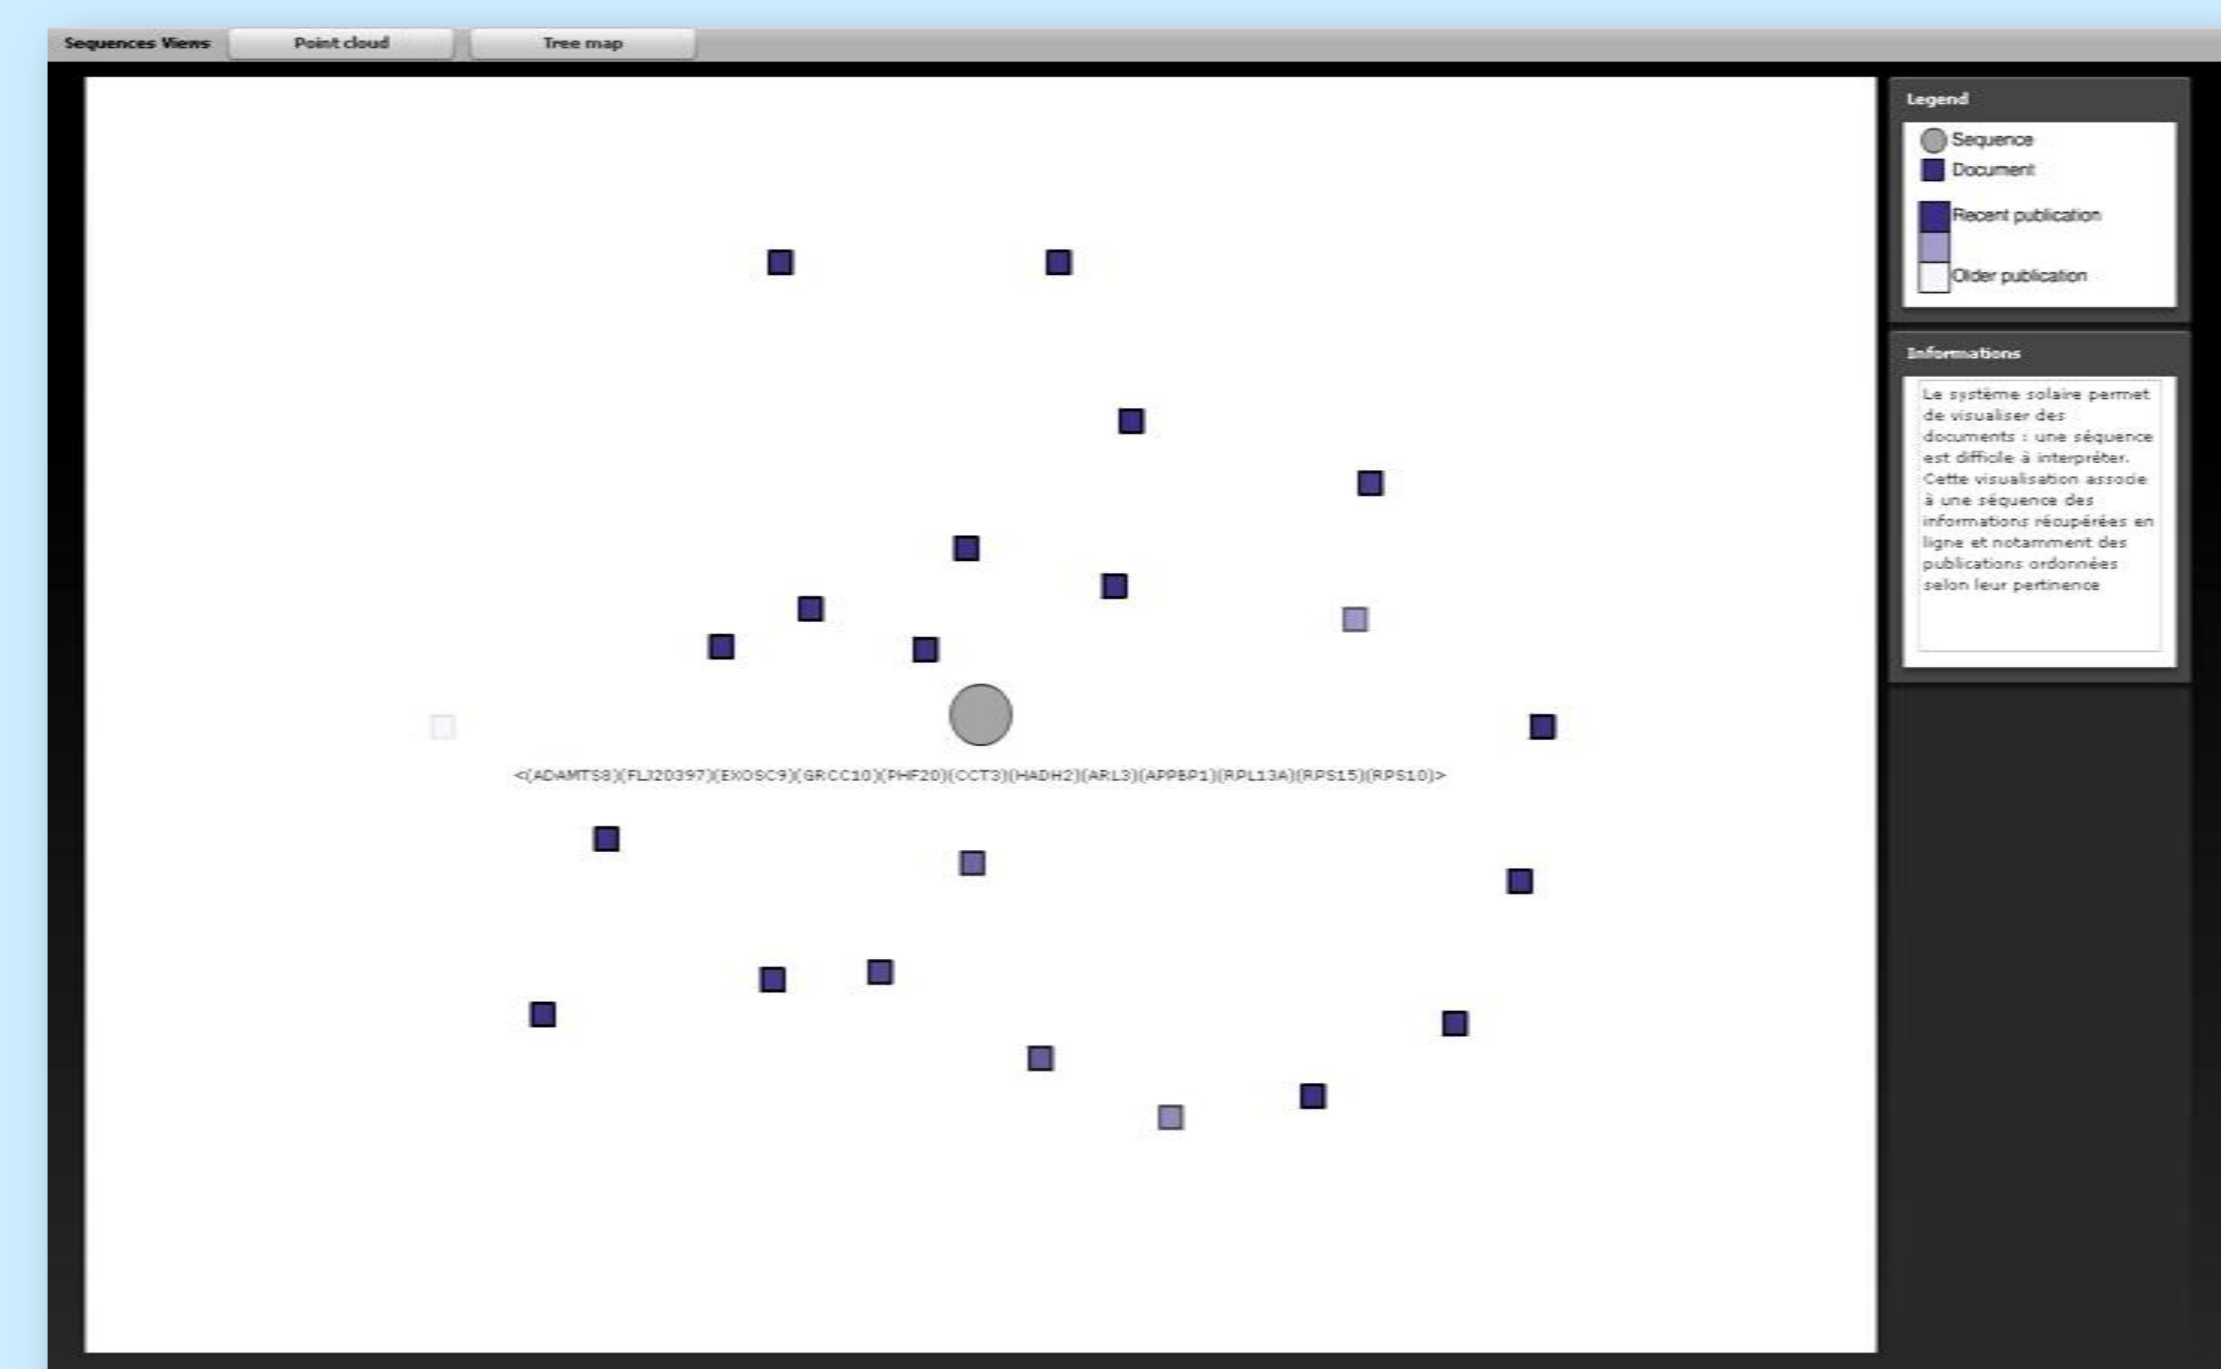 Sequences Views
Point cloud
Tree map
Legend
Sequence
Document
Recent publication
Older publication
Informations
Le système solaire permet
de visualiser des
documents : une séquence
est difficile à interpréter.
Cette visualisation associe
à une séquence des
informations récupérées en
ligne et notamment des
publications ordonnées
selon leur pertinence
<(ADAMTS8)(FLJ20397)(EXOSC9)(GRCC10)(PHF20)(CCT3)(HADH2)(ARL3)(APPBP1)(RPL13A)(RPS15)(RPS10)>